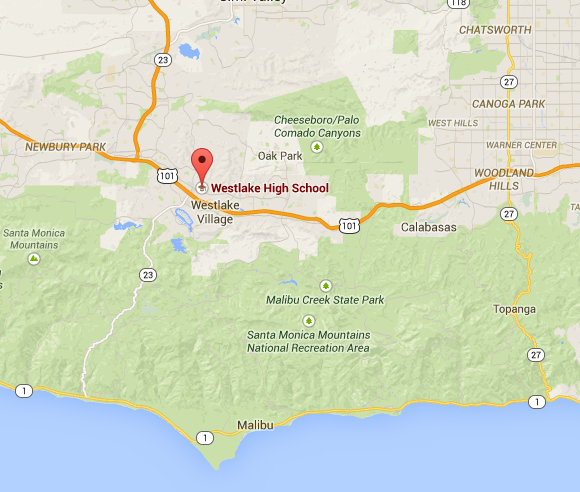 118
CHATSWORTH
23
27
CANOGA PARK
Cheeseboro/Palo
Comado Canyons
WEST HILLS
NEWBURY PARK
WARNER CENTER
Oak Park
101
WOODLAND
HILLS
Westlake High School
Westlake
Village
27
101
Calabasas
Santa Monica
Mountains
23
Malibu Creek State Park
Topanga
Santa Monica Mountains
National Recreation Area
27
1
1
Malibu
1